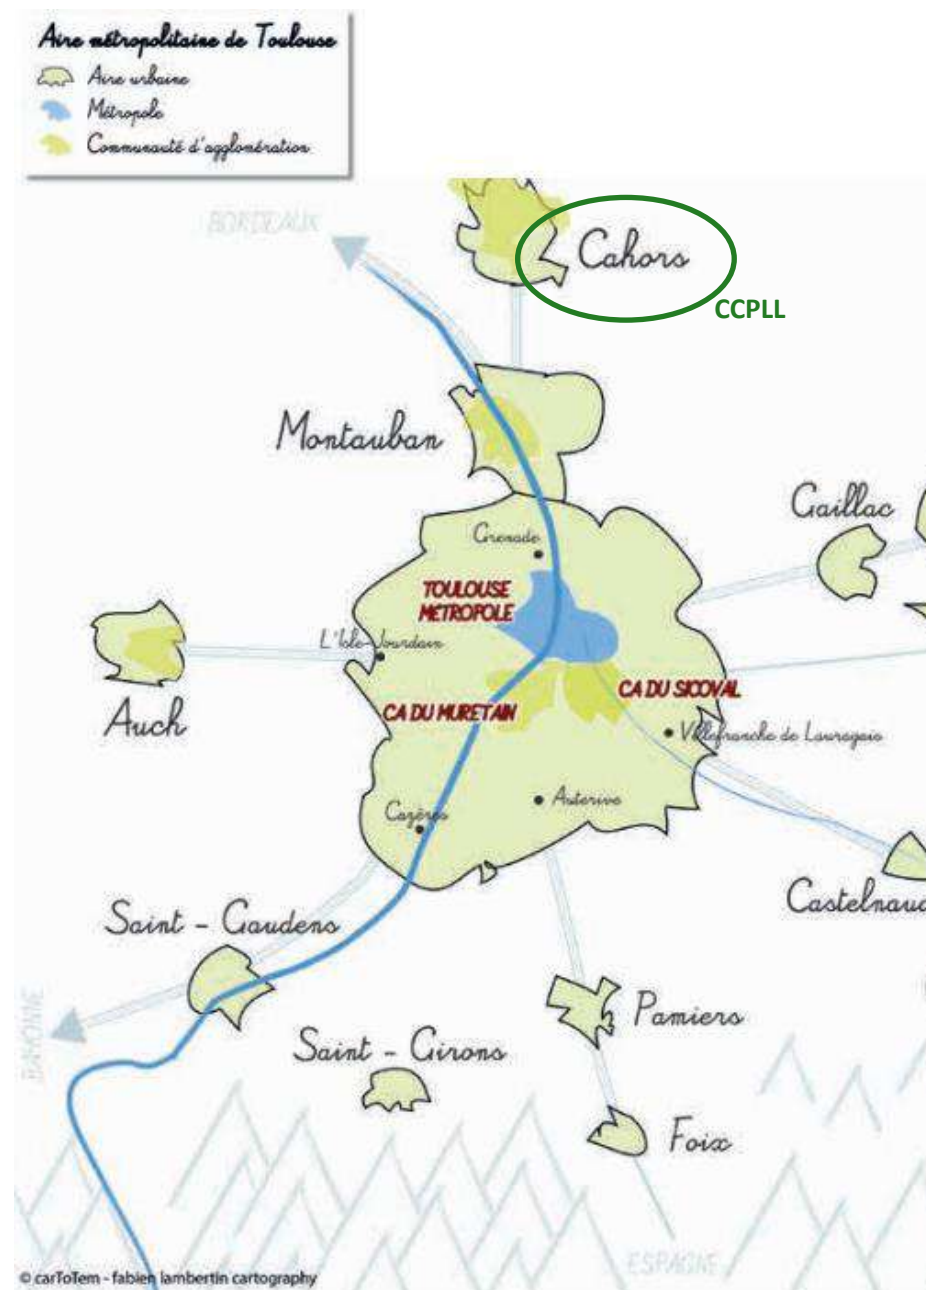 Aire métropolitaine de Toulouse
Aire urbaine
Métropole
Communauté d'agglomération
BORDEAUX
Cahors
CCPLL
Montauban
Gaillac
Grenade
TOULOUSE
MÉTROPOLE
L'Isle-Jourdain
Auch
CA DU MURETAIN
CA DU SICOVAL
Villefranche de Lauragais
Cazères
Auterive
Castelnaud
Saint - Gaudens
BAYONNE
Pamiers
Saint - Girons
Foix
ESPAGNE
© carToTem - fabien lambertin cartography